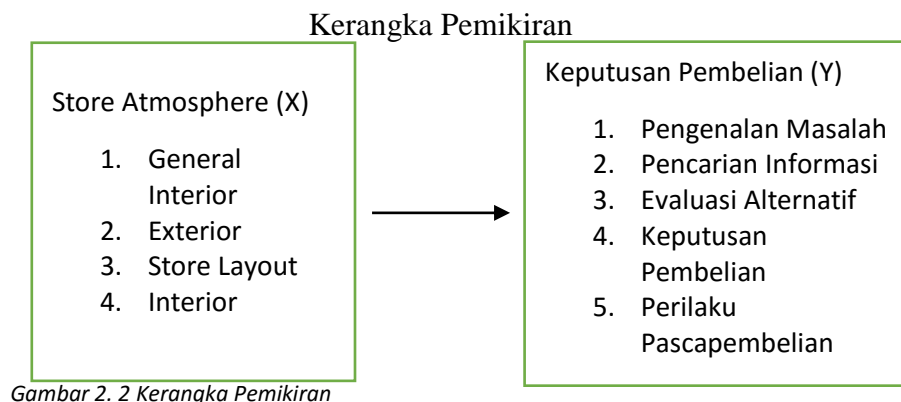 Kerangka Pemikiran
Store Atmosphere (X)
1. General
Interior
2. Exterior
3. Store Layout
4. Interior
Keputusan Pembelian (Y)
1. Pengenalan Masalah
2. Pencarian Informasi
3. Evaluasi Alternatif
4. Keputusan
Pembelian
5. Perilaku
Pascapembelian
Gambar 2. 2 Kerangka Pemikiran